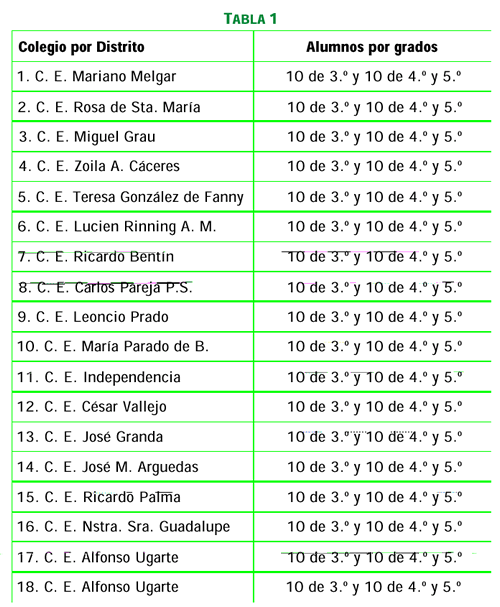 TABLA 1
Colegio por Distrito Alumnos por grados
1. C. E. Mariano Melgar 10 de 3.º y 10 de 4.º y 5.º
2. C. E. Rosa de Sta. María 10 de 3.º y 10 de 4.º y 5.º
3. C. E. Miguel Grau 10 de 3.º y 10 de 4.º y 5.º
4. C. E. Zoila A. Cáceres 10 de 3.º y 10 de 4.º y 5.º
5. C. E. Teresa González de Fanny 10 de 3.º y 10 de 4.º y 5.º
6. C. E. Lucien Rinning A. M. 10 de 3.º y 10 de 4.º y 5.º
7. C. E. Ricardo Bentín 10 de 3.º y 10 de 4.º y 5.º
8. C. E. Carlos Pareja P.S. 10 de 3.º y 10 de 4.º y 5.º
9. C. E. Leoncio Prado 10 de 3.º y 10 de 4.º y 5.º
10. C. E. María Parado de B. 10 de 3.º y 10 de 4.º y 5.º
11. C. E. Independencia 10 de 3.º y 10 de 4.º y 5.º
12. C. E. César Vallejo 10 de 3.º y 10 de 4.º y 5.º
13. C. E. José Granda 10 de 3.º y 10 de 4.º y 5.º
14. C. E. José M. Arguedas 10 de 3.º y 10 de 4.º y 5.º
15. C. E. Ricardo Palma 10 de 3.º y 10 de 4.º y 5.º
16. C. E. Nstra. Sra. Guadalupe 10 de 3.º y 10 de 4.º y 5.º
17. C. E. Alfonso Ugarte 10 de 3.º y 10 de 4.º y 5.º
18. C. E. Alfonso Ugarte 10 de 3.º y 10 de 4.º y 5.º